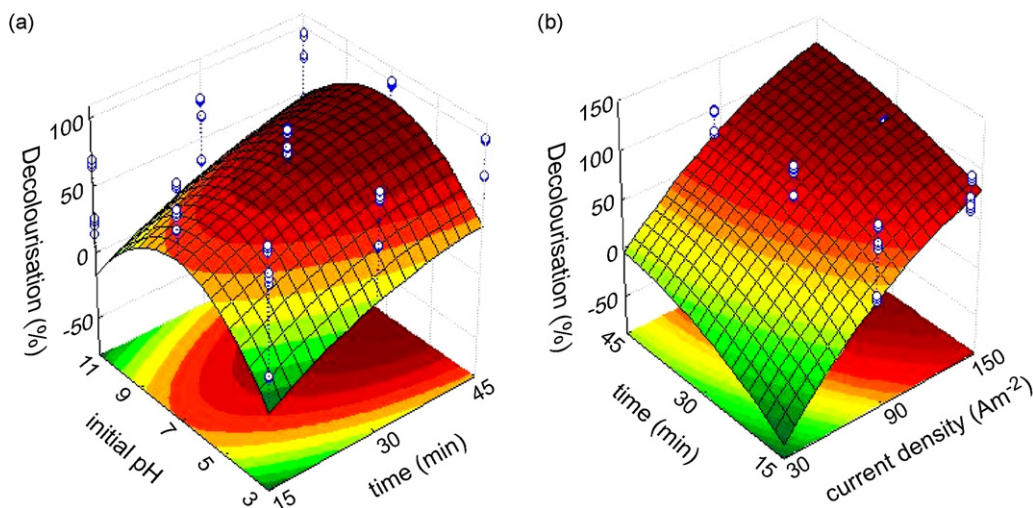 (a)
Decolourisation (%)
100
50
0
-50
11
9
7
5
3
initial pH
15
30
45
time (min)
(b)
Decolourisation (%)
150
100
50
0
-50
45
30
15
time (min)
30
90
150
current density (Am⁻²)